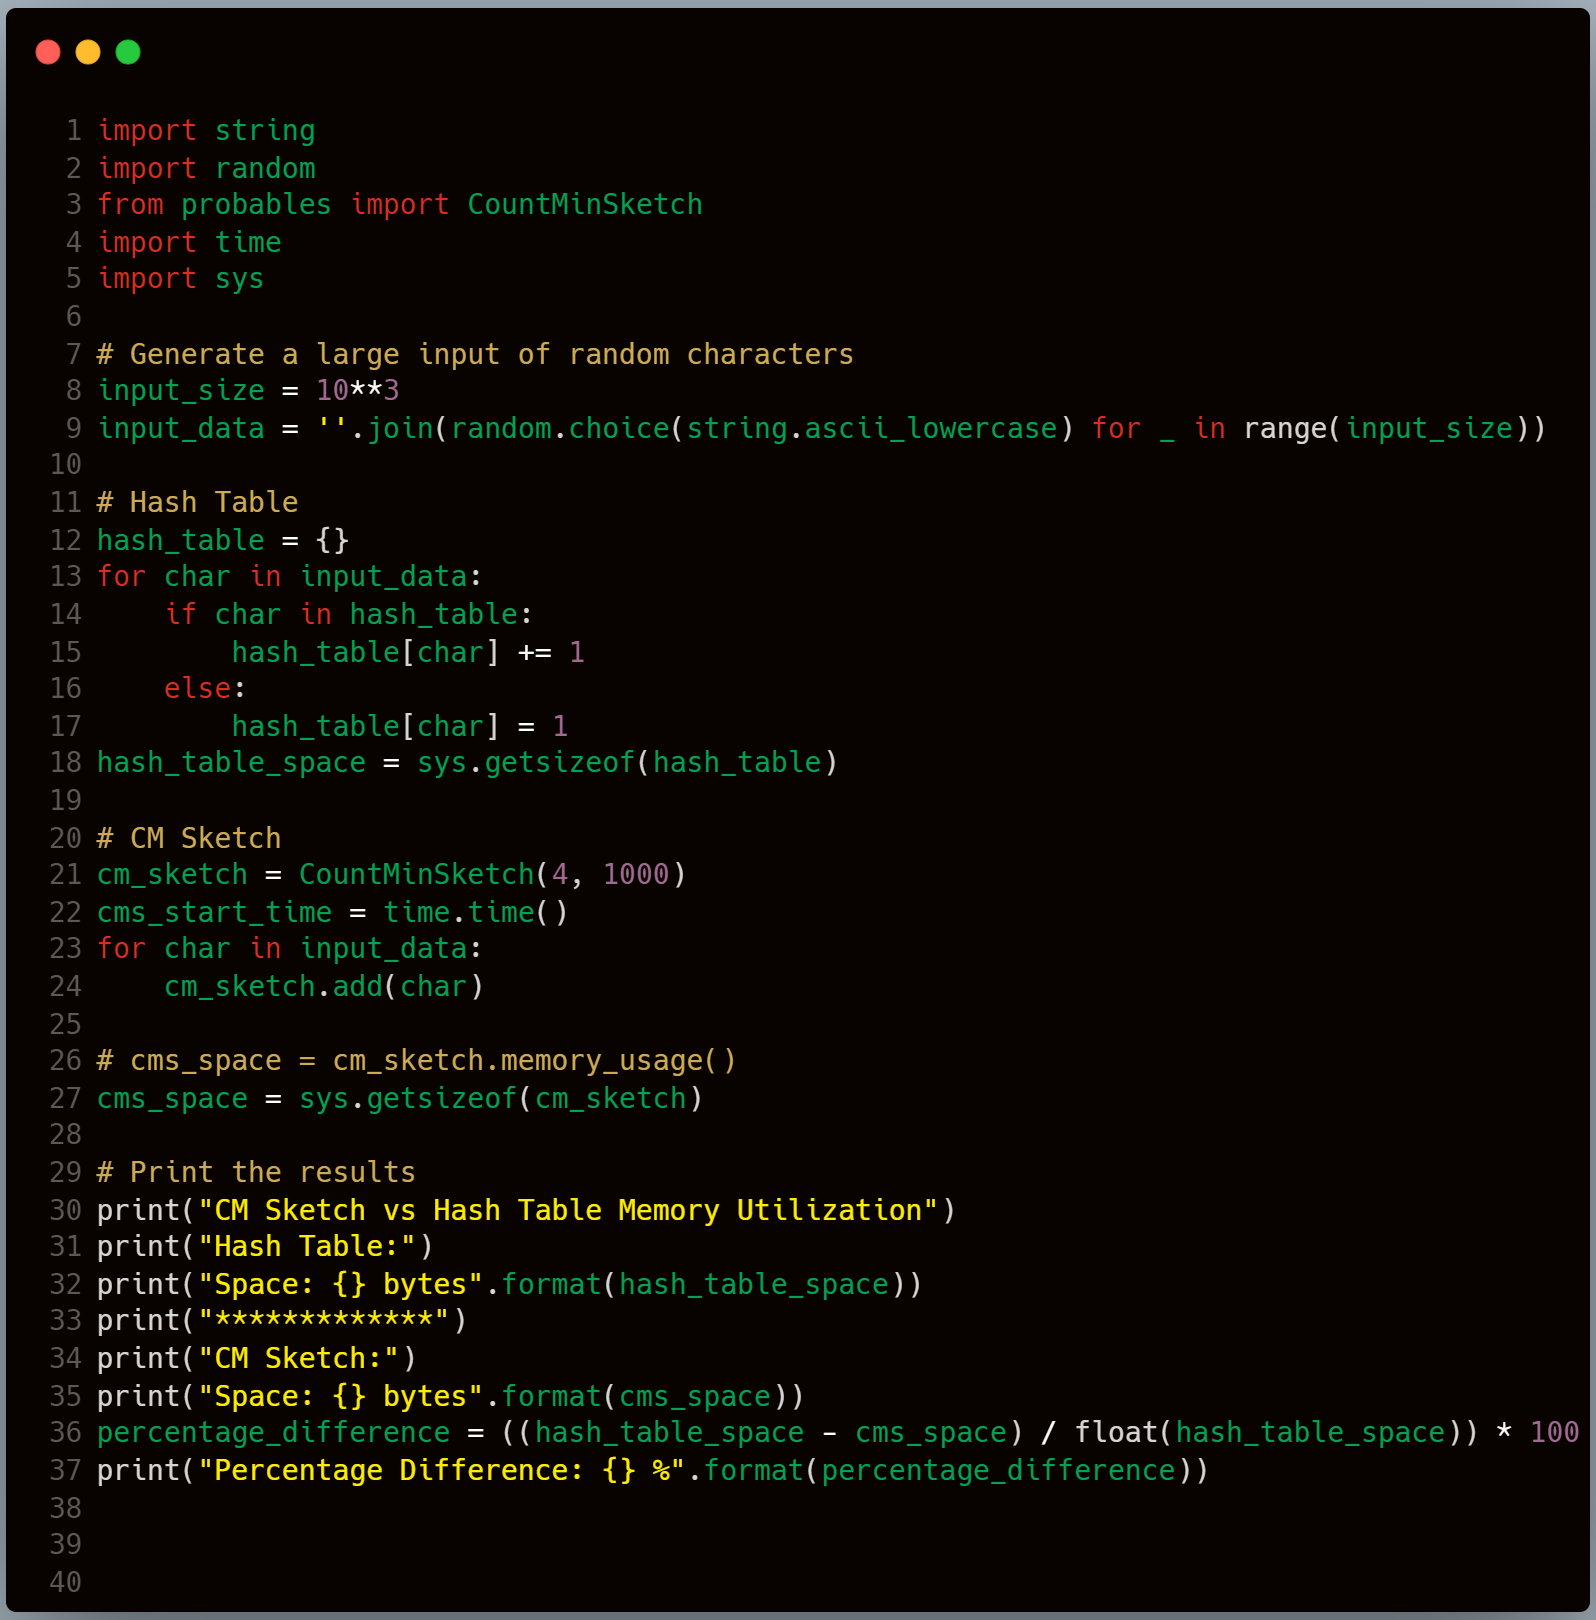 1 import string
2 import random
3 from probables import CountMinSketch
4 import time
5 import sys
6
7 # Generate a large input of random characters
8 input_size = 10**3
9 input_data = ''.join(random.choice(string.ascii_lowercase) for _ in range(input_size))
10
11 # Hash Table
12 hash_table = {}
13 for char in input_data:
14     if char in hash_table:
15         hash_table[char] += 1
16     else:
17         hash_table[char] = 1
18 hash_table_space = sys.getsizeof(hash_table)
19
20 # CM Sketch
21 cm_sketch = CountMinSketch(4, 1000)
22 cms_start_time = time.time()
23 for char in input_data:
24     cm_sketch.add(char)
25
26 # cms_space = cm_sketch.memory_usage()
27 cms_space = sys.getsizeof(cm_sketch)
28
29 # Print the results
30 print("CM Sketch vs Hash Table Memory Utilization")
31 print("Hash Table:")
32 print("Space: {} bytes".format(hash_table_space))
33 print("*************")
34 print("CM Sketch:")
35 print("Space: {} bytes".format(cms_space))
36 percentage_difference = ((hash_table_space - cms_space) / float(hash_table_space)) * 100
37 print("Percentage Difference: {} %".format(percentage_difference))
38
39
40